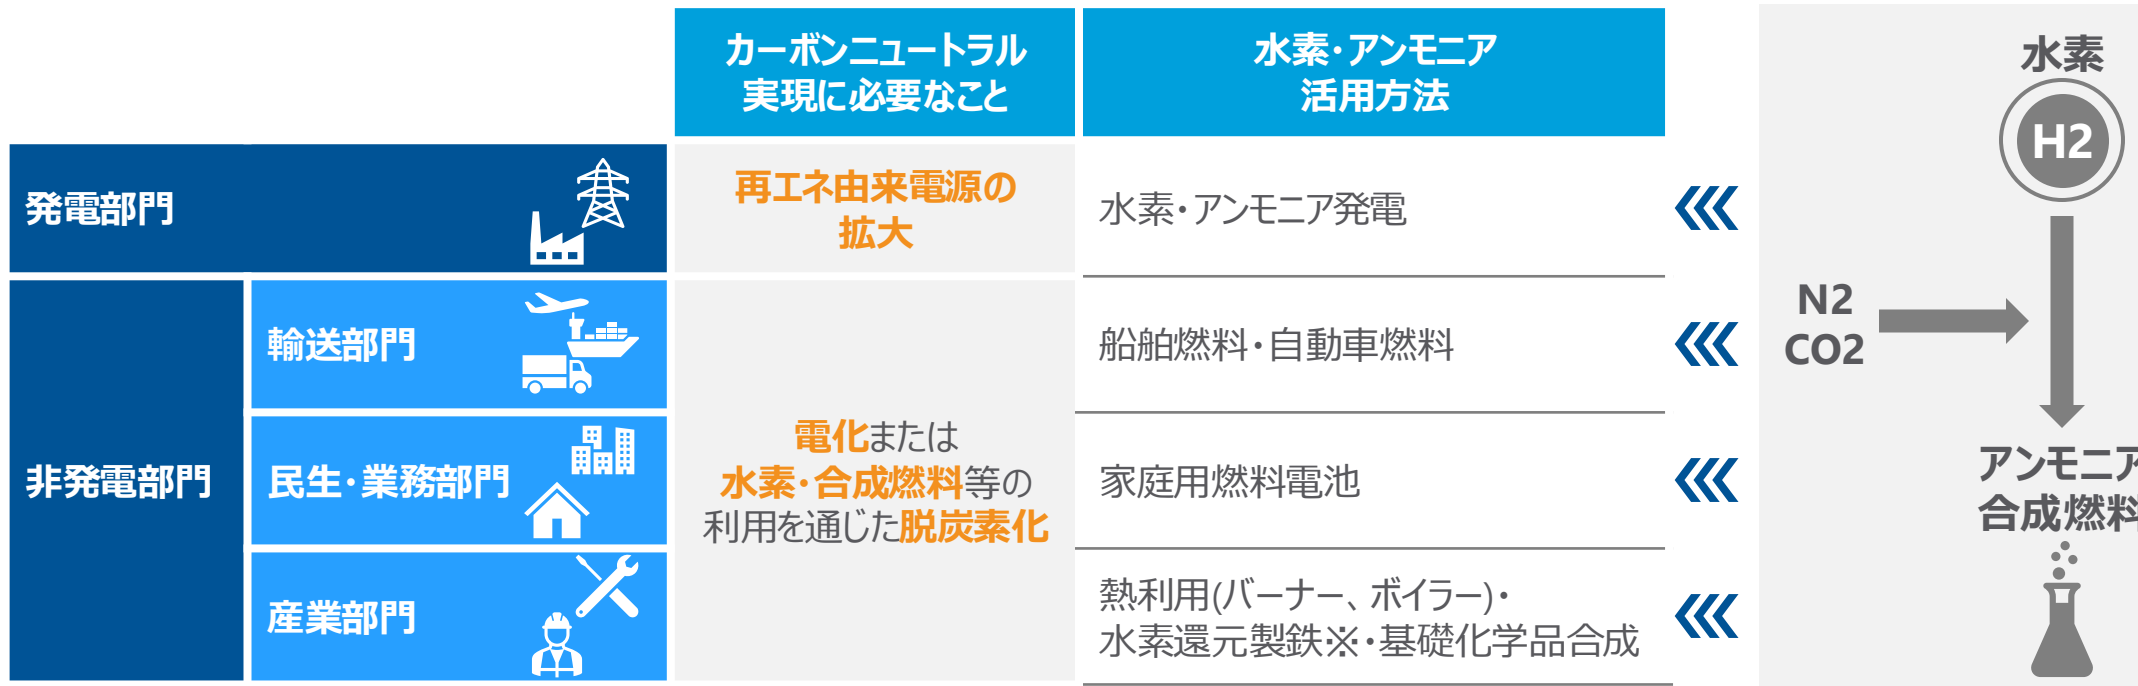 カーボンニュートラル
実現に必要なこと
水素・アンモニア
活用方法
発電部門
再エネ由来電源の
拡大
水素・アンモニア発電
非発電部門
輸送部門
船舶燃料・自動車燃料
民生・業務部門
電化または
水素・合成燃料等の
利用を通じた脱炭素化
家庭用燃料電池
産業部門
熱利用(バーナー、ボイラー)・
水素還元製鉄※・基礎化学品合成
水素
H2
N2
CO2
アンモニア
合成燃料